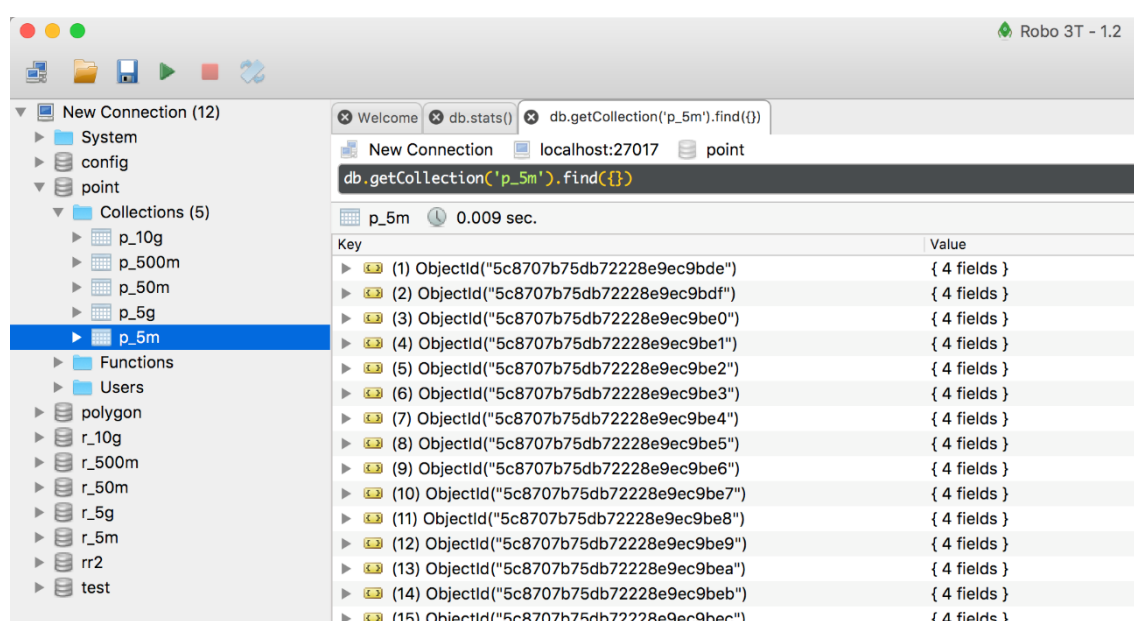 Robo 3T - 1.2
New Connection (12)
System
config
point
Collections (5)
p_10g
p_500m
p_50m
p_5g
p_5m
Functions
Users
polygon
r_10g
r_500m
r_50m
r_5g
r_5m
rr2
test
Welcome db.stats() db.getCollection('p_5m').find({})
New Connection localhost:27017 point
db.getCollection('p_5m').find({})
p_5m 0.009 sec.
Key Value
(1) ObjectId("5c8707b75db72228e9ec9bde") { 4 fields }
(2) ObjectId("5c8707b75db72228e9ec9bdf") { 4 fields }
(3) ObjectId("5c8707b75db72228e9ec9be0") { 4 fields }
(4) ObjectId("5c8707b75db72228e9ec9be1") { 4 fields }
(5) ObjectId("5c8707b75db72228e9ec9be2") { 4 fields }
(6) ObjectId("5c8707b75db72228e9ec9be3") { 4 fields }
(7) ObjectId("5c8707b75db72228e9ec9be4") { 4 fields }
(8) ObjectId("5c8707b75db72228e9ec9be5") { 4 fields }
(9) ObjectId("5c8707b75db72228e9ec9be6") { 4 fields }
(10) ObjectId("5c8707b75db72228e9ec9be7") { 4 fields }
(11) ObjectId("5c8707b75db72228e9ec9be8") { 4 fields }
(12) ObjectId("5c8707b75db72228e9ec9be9") { 4 fields }
(13) ObjectId("5c8707b75db72228e9ec9bea") { 4 fields }
(14) ObjectId("5c8707b75db72228e9ec9beb") { 4 fields }
(15) ObjectId("5c8707b75db72228e9ec9bec") { 4 fields }